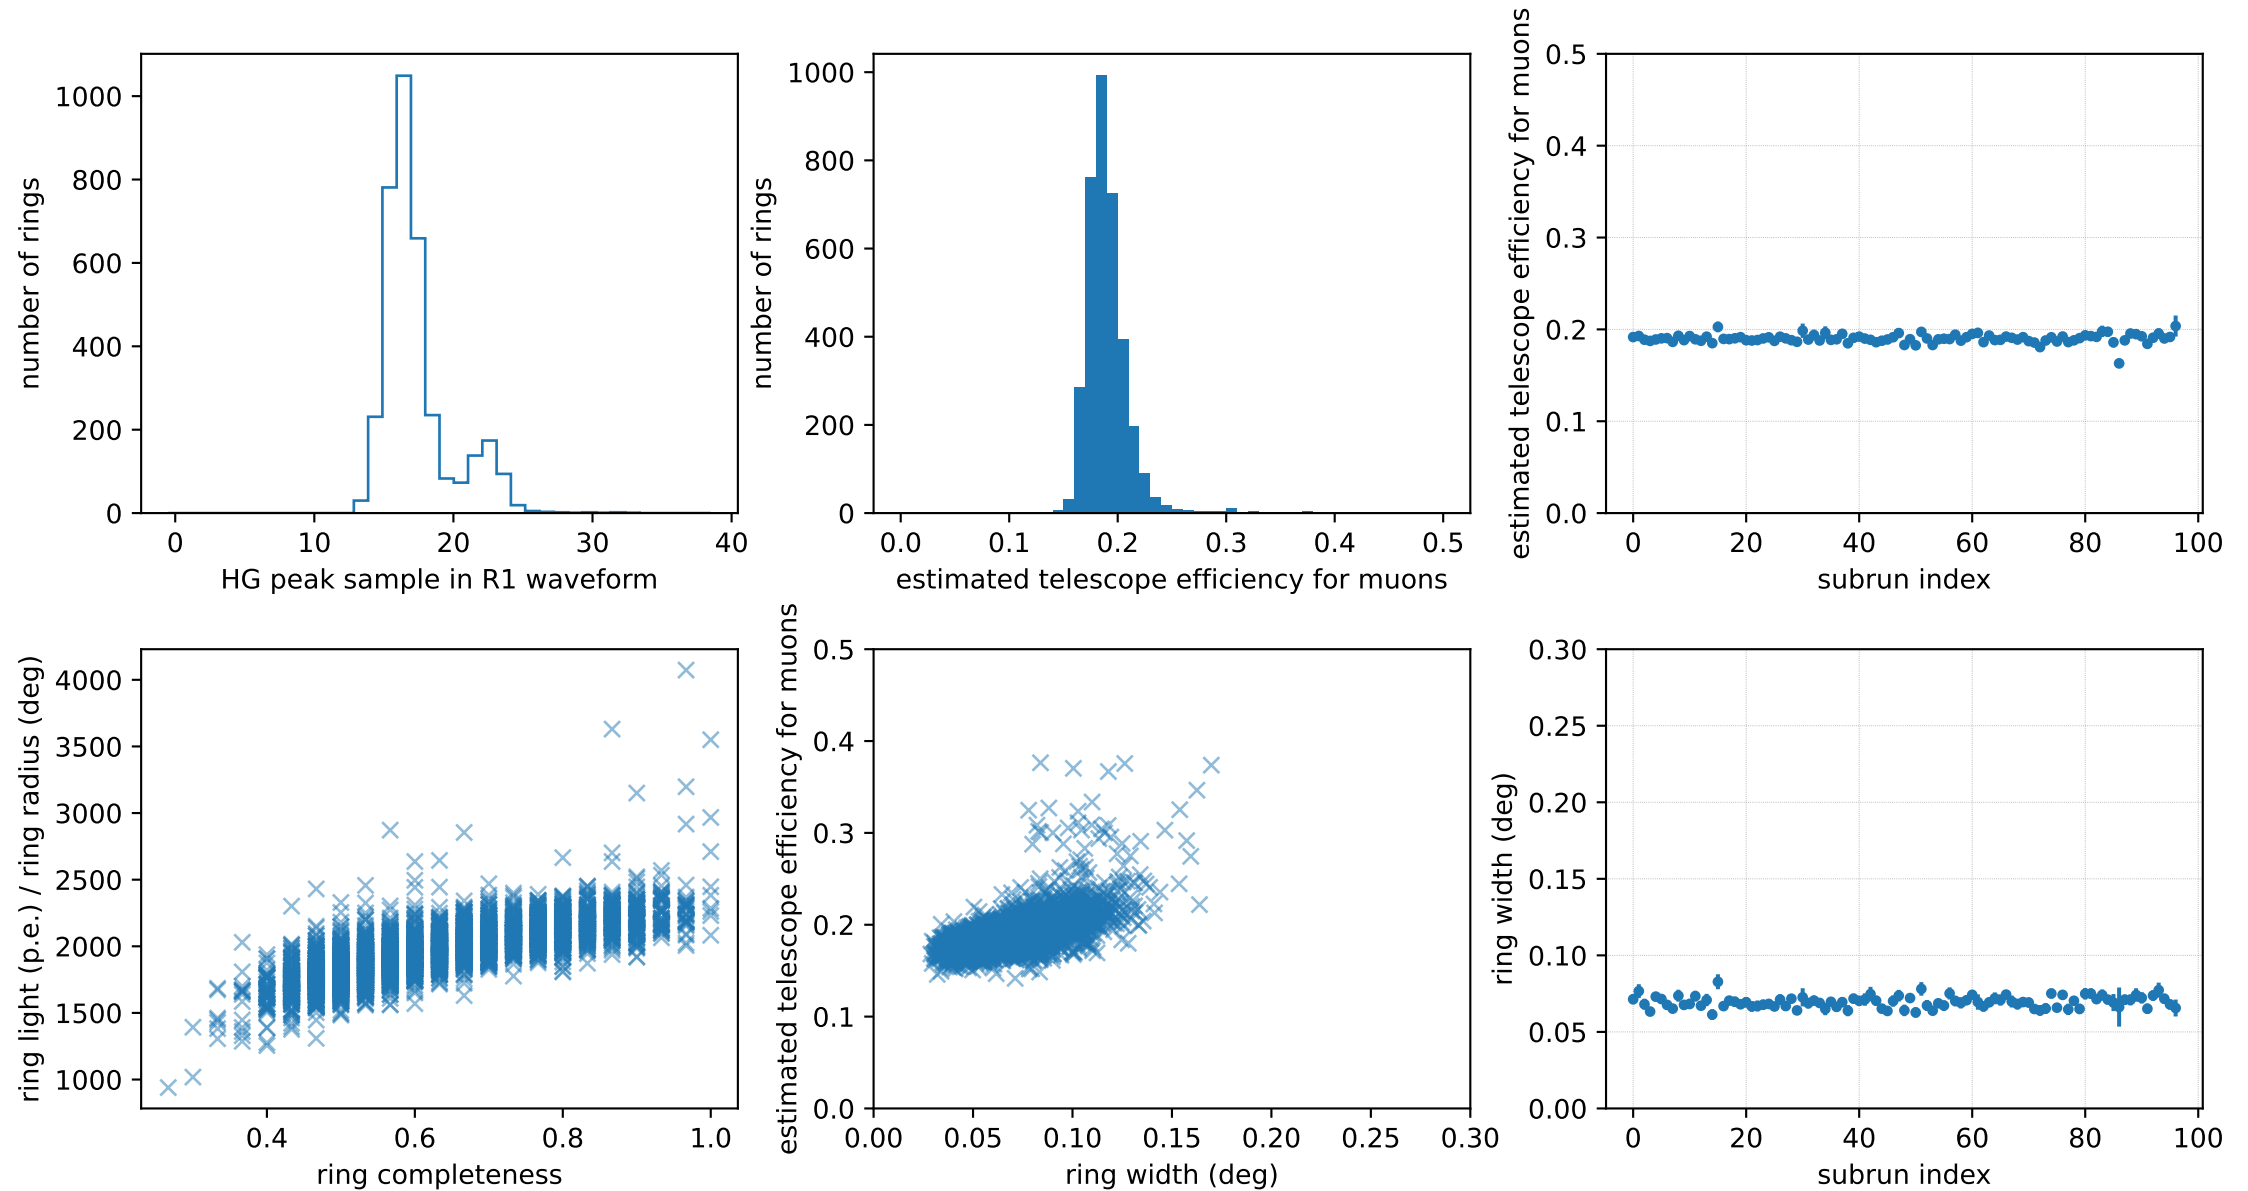 number of rings
1000
800
600
400
200
0
0 10 20 30 40
HG peak sample in R1 waveform
number of rings
1000
800
600
400
200
0
0.0 0.1 0.2 0.3 0.4 0.5
estimated telescope efficiency for muons
estimated telescope efficiency for muons
0.5
0.4
0.3
0.2
0.1
0.0
0 20 40 60 80 100
subrun index
ring light (p.e.) / ring radius (deg)
4000
3500
3000
2500
2000
1500
1000
0.4 0.6 0.8 1.0
ring completeness
estimated telescope efficiency for muons
0.5
0.4
0.3
0.2
0.1
0.0
0.00 0.05 0.10 0.15 0.20 0.25 0.30
ring width (deg)
ring width (deg)
0.30
0.25
0.20
0.15
0.10
0.05
0.00
0 20 40 60 80 100
subrun index